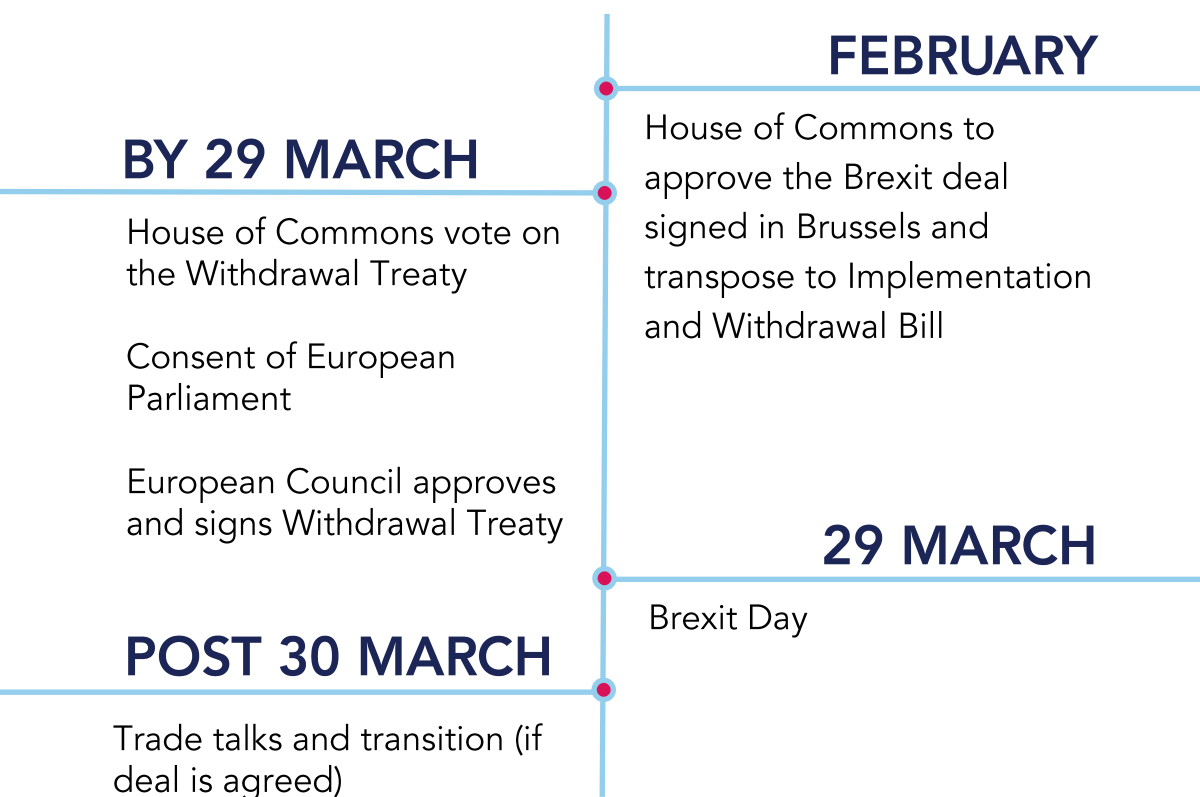 FEBRUARY
House of Commons to
approve the Brexit deal
signed in Brussels and
transpose to Implementation
and Withdrawal Bill
BY 29 MARCH
House of Commons vote on
the Withdrawal Treaty
Consent of European
Parliament
European Council approves
and signs Withdrawal Treaty
29 MARCH
Brexit Day
POST 30 MARCH
Trade talks and transition (if
deal is agreed)